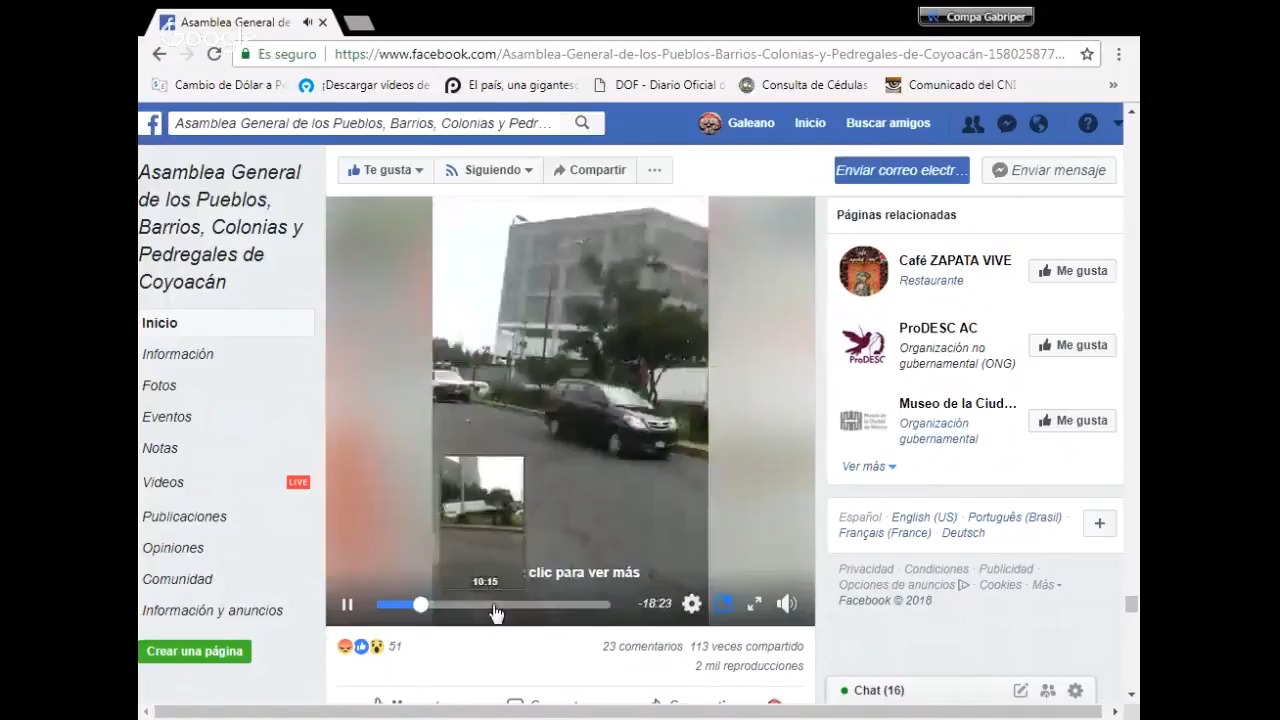 Asamblea General de
Compa Gabriper
Google
Es seguro
https://www.facebook.com/Asamblea-General-de-los-Pueblos-Barrios-Colonias-y-Pedregales-de-Coyoacán-158025877...
Cambio de Dólar a Pe
¡Descargar vídeos de
El país, una gigantesc
DOF - Diario Oficial d
Consulta de Cédulas
Comunicado del CNI
»
Asamblea General de los Pueblos, Barrios, Colonias y Pedr...
Galeano
Inicio
Buscar amigos
Asamblea General
de los Pueblos,
Barrios, Colonias y
Pedregales de
Coyoacán
Inicio
Información
Fotos
Eventos
Notas
Videos
LIVE
Publicaciones
Opiniones
Comunidad
Información y anuncios
Crear una página
Te gusta
Siguiendo
Compartir
...
Enviar correo electr...
Enviar mensaje
clic para ver más
10:15
-18:23
51
23 comentarios 113 veces compartido
2 mil reproducciones
Páginas relacionadas
Café ZAPATA VIVE
Restaurante
Me gusta
ProDESC AC
Organización no
gubernamental (ONG)
Me gusta
ProDESC
Museo de la Ciud...
Organización
gubernamental
Me gusta
Ver más
Español · English (US) · Português (Brasil) ·
Français (France) · Deutsch
+
Privacidad · Condiciones · Publicidad ·
Opciones de anuncios · Cookies · Más
Facebook © 2018
Chat (16)